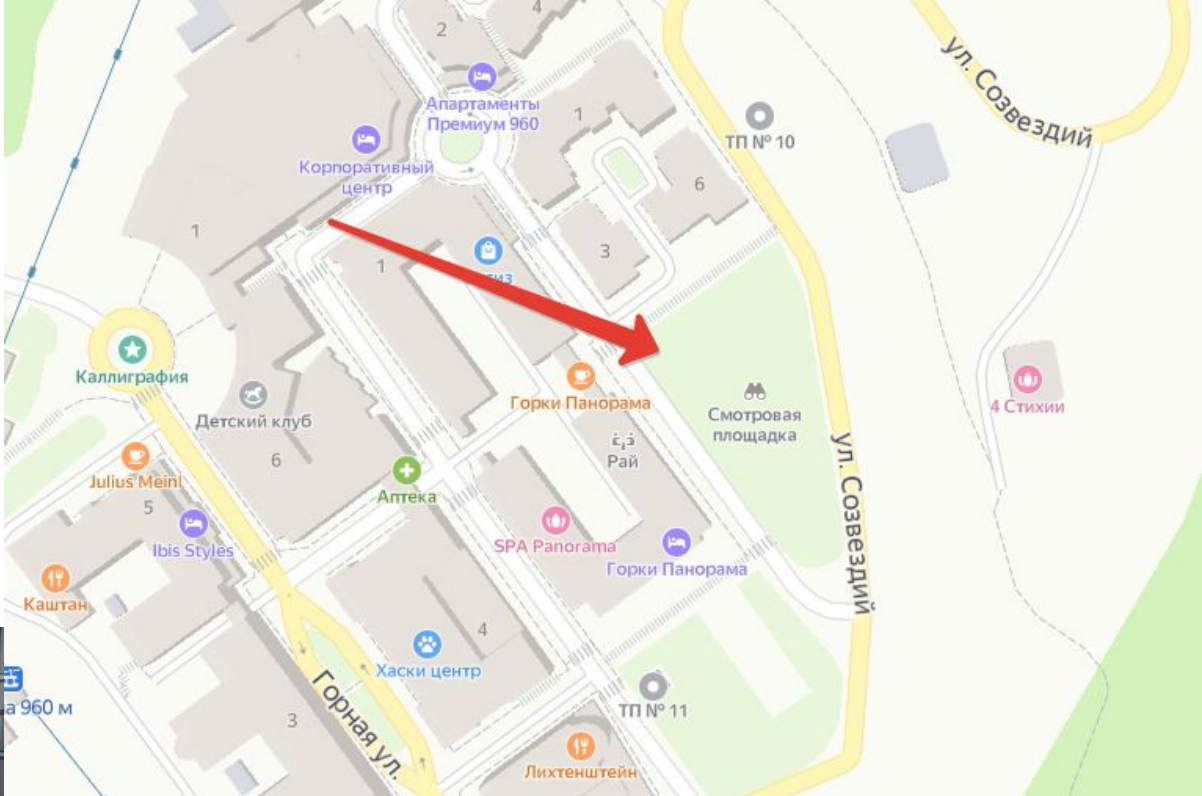 2
4
Апартаменты
Премиум 960
1
ул. Созвездий
ТП № 10
Корпоративный
центр
6
1
3
1
Каллиграфия
Детский клуб
6
Горки Панорама
Смотровая
площадка
4 Стихии
Julius Meinl
5
Аптека
Рай
ул. Созвездий
Ibis Styles
SPA Panorama
Горки Панорама
Каштан
4
Хаски центр
а 960 м
3
Горная ул.
ТП № 11
Лихтенштейн